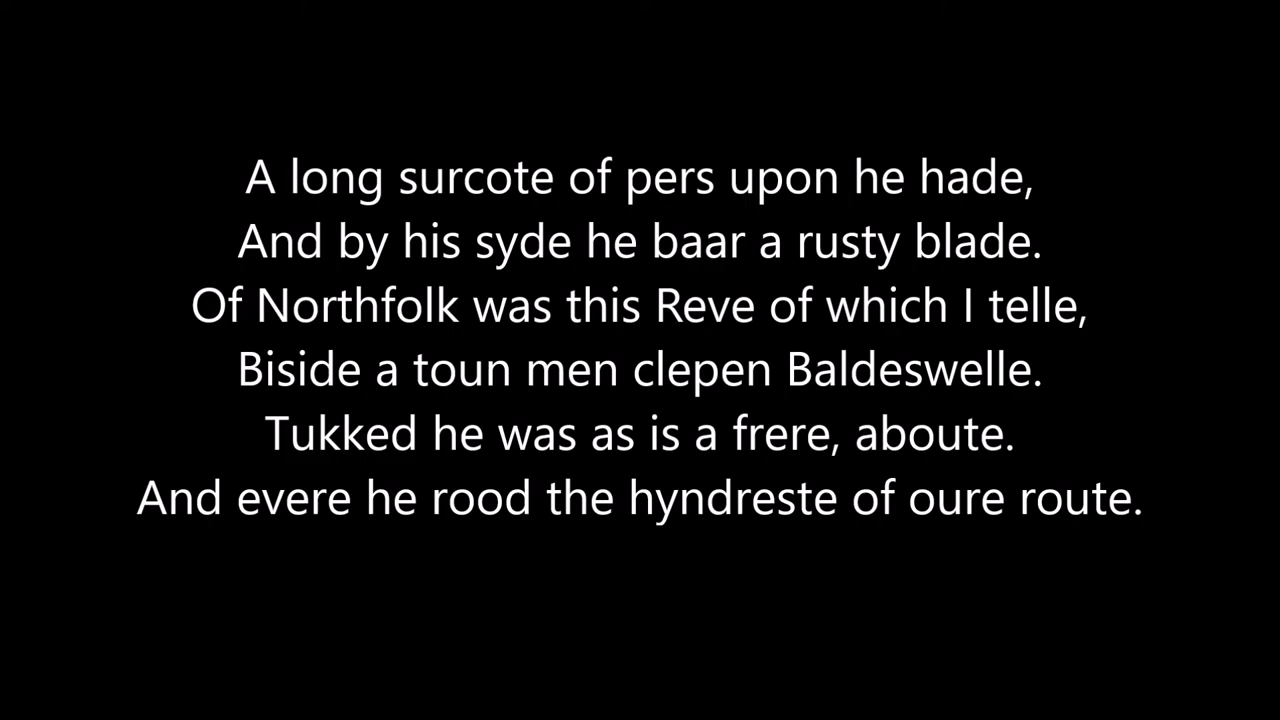 A long surcote of pers upon he hade,
And by his syde he baar a rusty blade.
Of Northfolk was this Reve of which I telle,
Biside a toun men clepen Baldeswelle.
Tukked he was as is a frere, aboute.
And evere he rood the hyndreste of oure route.